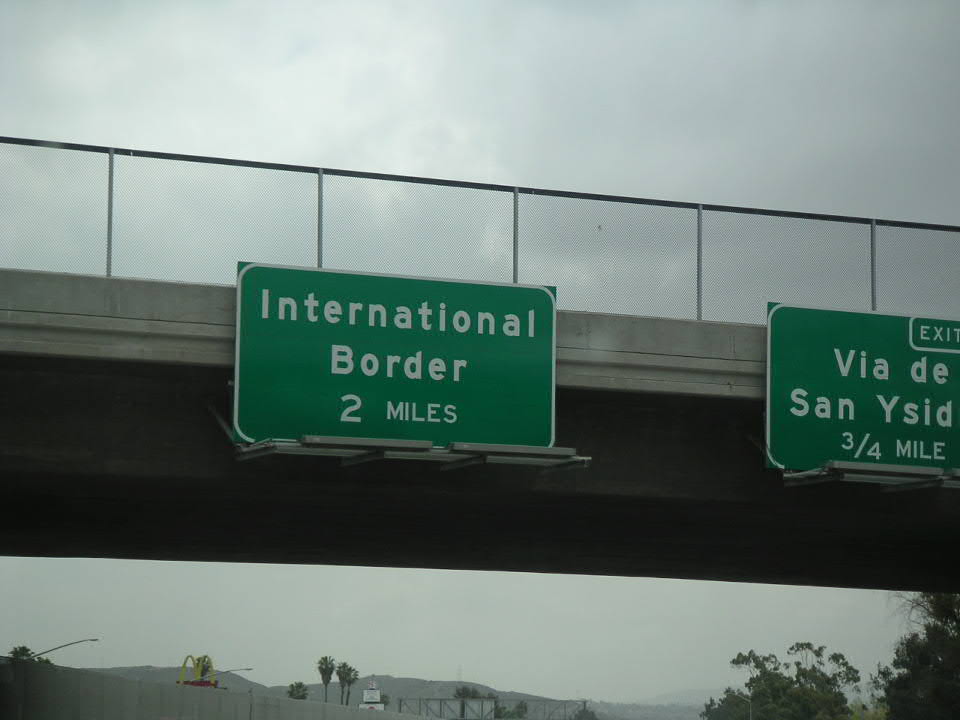 International
Border
2 MILES
EXIT
Via de
San Ysid
3/4 MILE